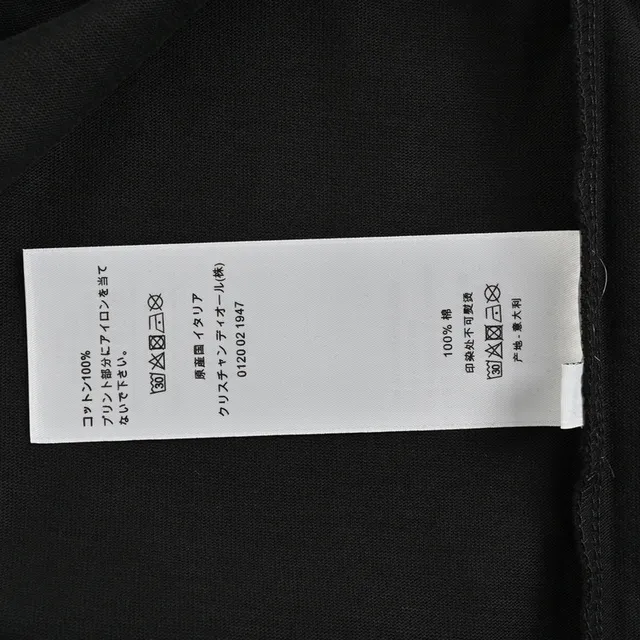 コットン100%
プリント部分にアイロンを当て
ないで下さい。
30
原産国 イタリア
クリスチャンディオール(株)
0120 02 1947
100% 棉
印染处不可熨烫
30
产地:意大利